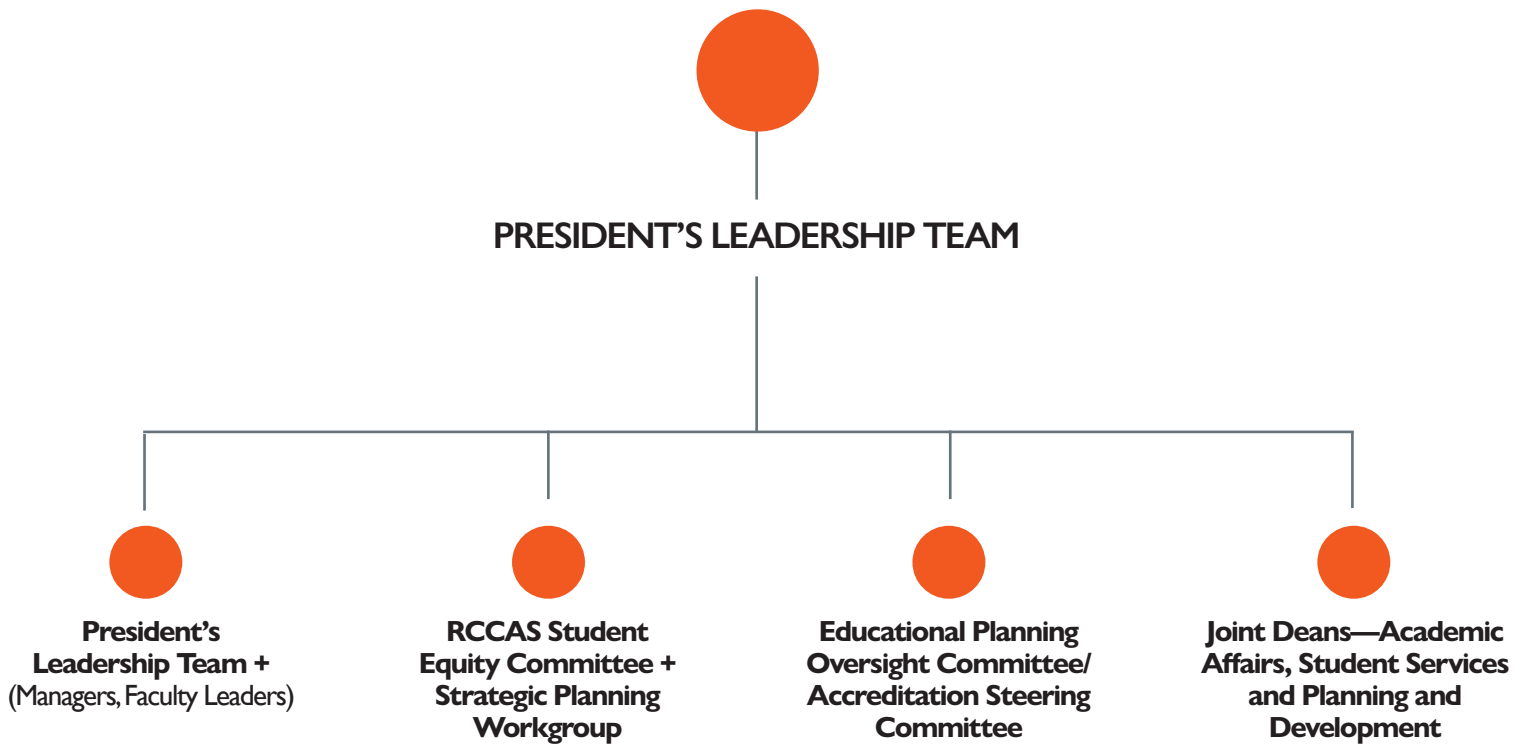 PRESIDENT’S LEADERSHIP TEAM
President’s
Leadership Team +
(Managers, Faculty Leaders)
RCCAS Student
Equity Committee +
Strategic Planning
Workgroup
Educational Planning
Oversight Committee/
Accreditation Steering
Committee
Joint Deans—Academic
Affairs, Student Services
and Planning and
Development